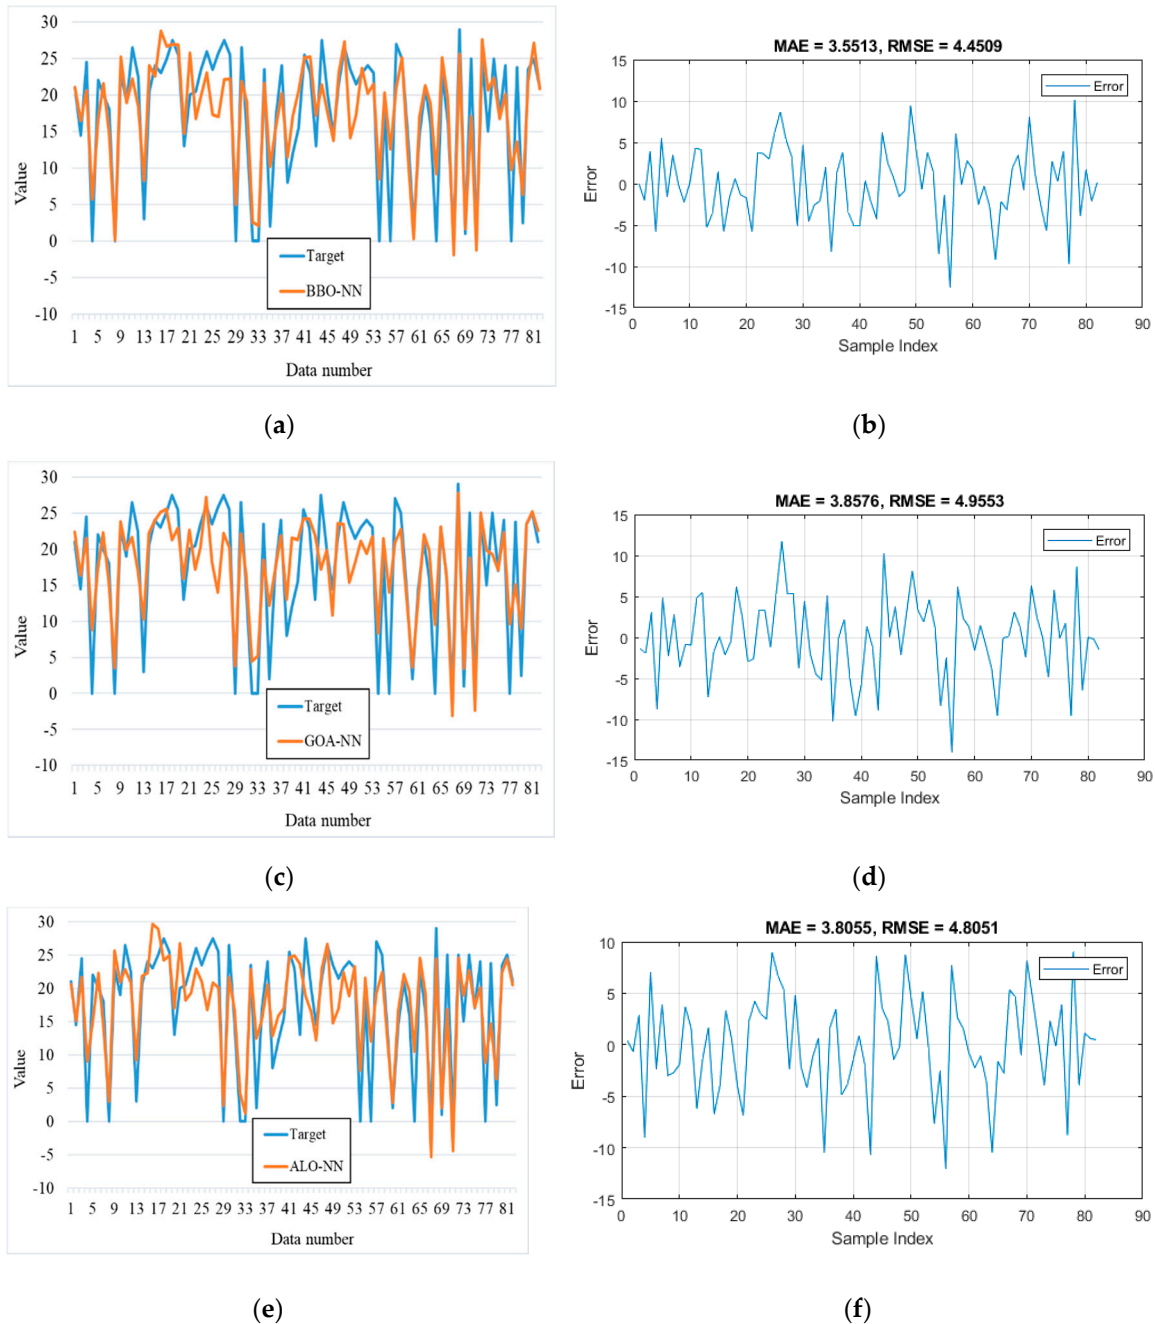 30
25
20
15
10
5
0
-5
-10
Value
Target
BBO-NN
1 5 9 13 17 21 25 29 33 37 41 45 49 53 57 61 65 69 73 77 81
Data number
MAE = 3.5513, RMSE = 4.4509
15
10
5
0
-5
-10
-15
Error
Error
0 10 20 30 40 50 60 70 80 90
Sample Index
(a)
(b)
30
25
20
15
10
5
0
-5
-10
Value
Target
GOA-NN
1 5 9 13 17 21 25 29 33 37 41 45 49 53 57 61 65 69 73 77 81
Data number
MAE = 3.8576, RMSE = 4.9553
15
10
5
0
-5
-10
-15
Error
Error
0 10 20 30 40 50 60 70 80 90
Sample Index
(c)
(d)
30
25
20
15
10
5
0
-5
-10
Value
Target
ALO-NN
1 5 9 13 17 21 25 29 33 37 41 45 49 53 57 61 65 69 73 77 81
Data number
MAE = 3.8055, RMSE = 4.8051
10
5
0
-5
-10
-15
Error
Error
0 10 20 30 40 50 60 70 80 90
Sample Index
(e)
(f)